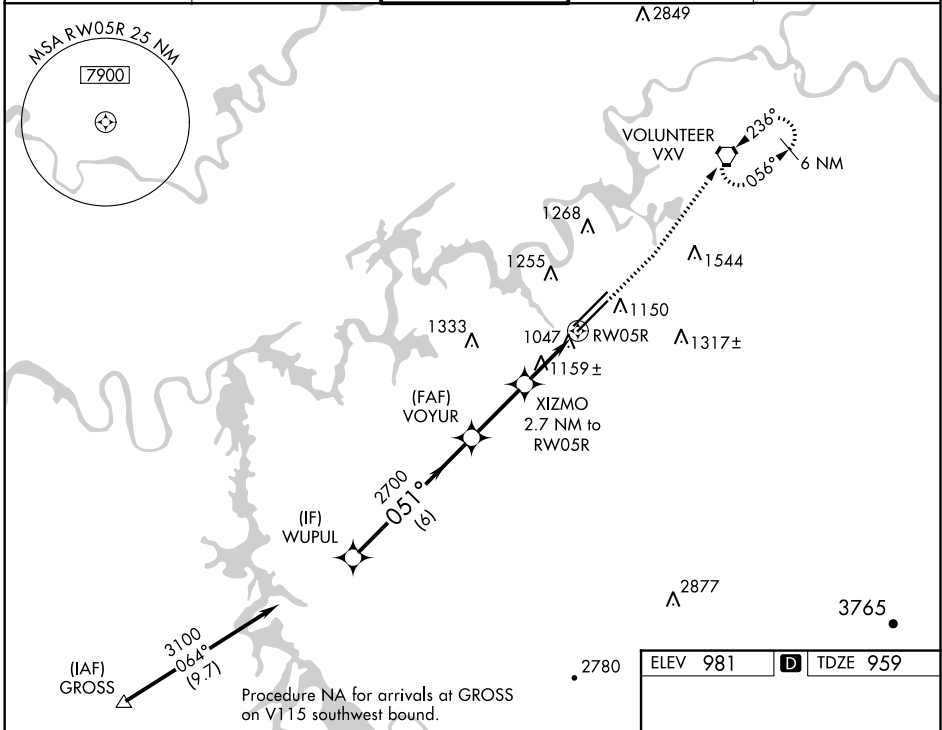 2849
MSA RW05R 25 NM
7900
VOLUNTEER
VXV
236°
056°
6 NM
1268
1255
1544
1150
1333
1047
RW05R
1317±
1159±
(FAF)
VOYUR
XIZMO
2.7 NM to
RW05R
2700
051°
(6)
(IF)
WUPUL
2877
3765
3100
064°
(9.7)
(IAF)
GROSS
2780
Procedure NA for arrivals at GROSS
on V115 southwest bound.
ELEV 981 D TDZE 959